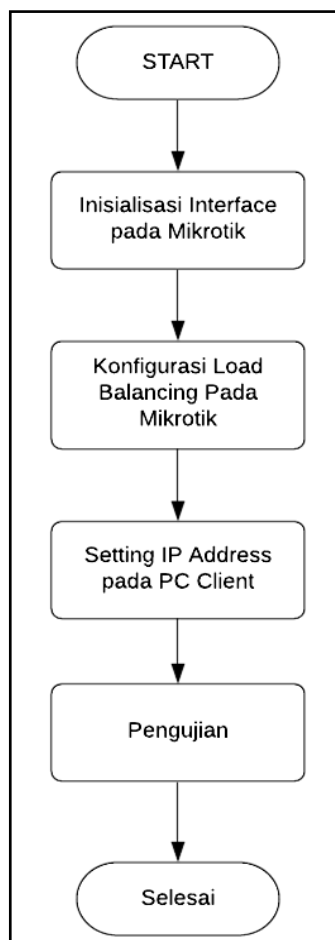 START
Inisialisasi Interface
pada Mikrotik
Konfigurasi Load
Balancing Pada
Mikrotik
Setting IP Address
pada PC Client
Pengujian
Selesai